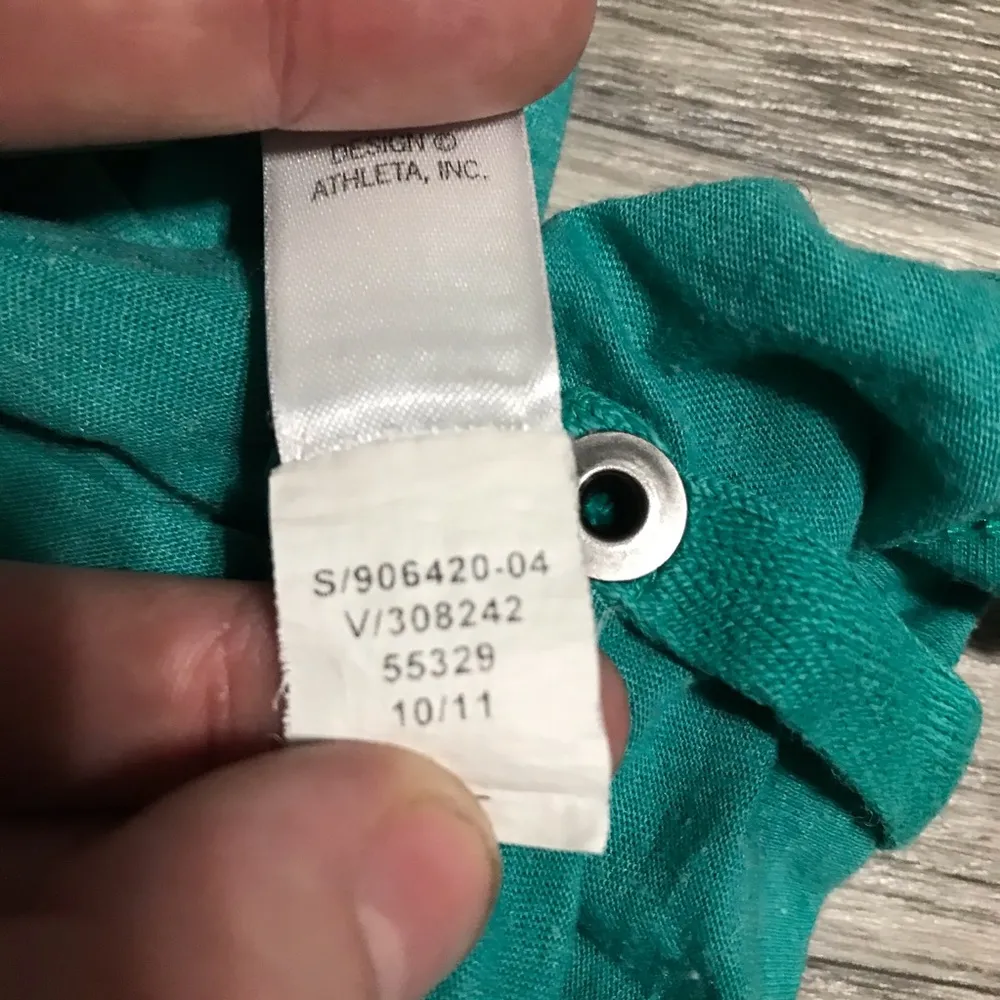 DESIGN ©
ATHLETA, INC.
S/906420-04
V/308242
55329
10/11